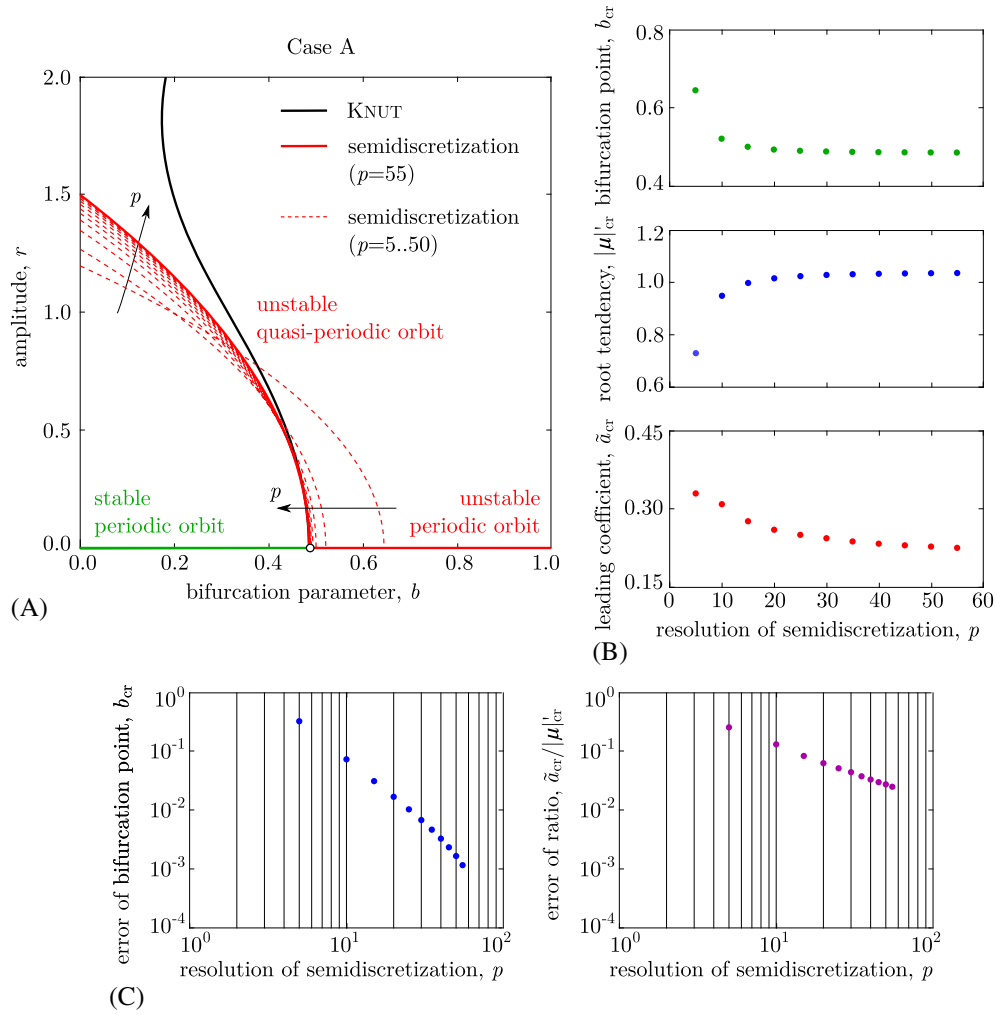 Case A
2.0
1.5
1.0
0.5
0.0
amplitude, r
0.0
0.2
0.4
0.6
0.8
1.0
bifurcation parameter, b
KNUT
semidiscretization
(p=55)
semidiscretization
(p=5..50)
p
unstable
quasi-periodic orbit
p
stable
periodic orbit
unstable
periodic orbit
(A)
bifurcation point, b_cr
0.8
0.6
0.4
root tendency, |μ|'_cr
1.2
1.0
0.8
0.6
leading coefficient, ã_cr
0.45
0.30
0.15
0 10 20 30 40 50 60
resolution of semidiscretization, p
(B)
error of bifurcation point, b_cr
10^0
10^-1
10^-2
10^-3
10^-4
10^0 10^1 10^2
resolution of semidiscretization, p
error of ratio, ã_cr/|μ|'_cr
10^0
10^-1
10^-2
10^-3
10^-4
10^0 10^1 10^2
resolution of semidiscretization, p
(C)